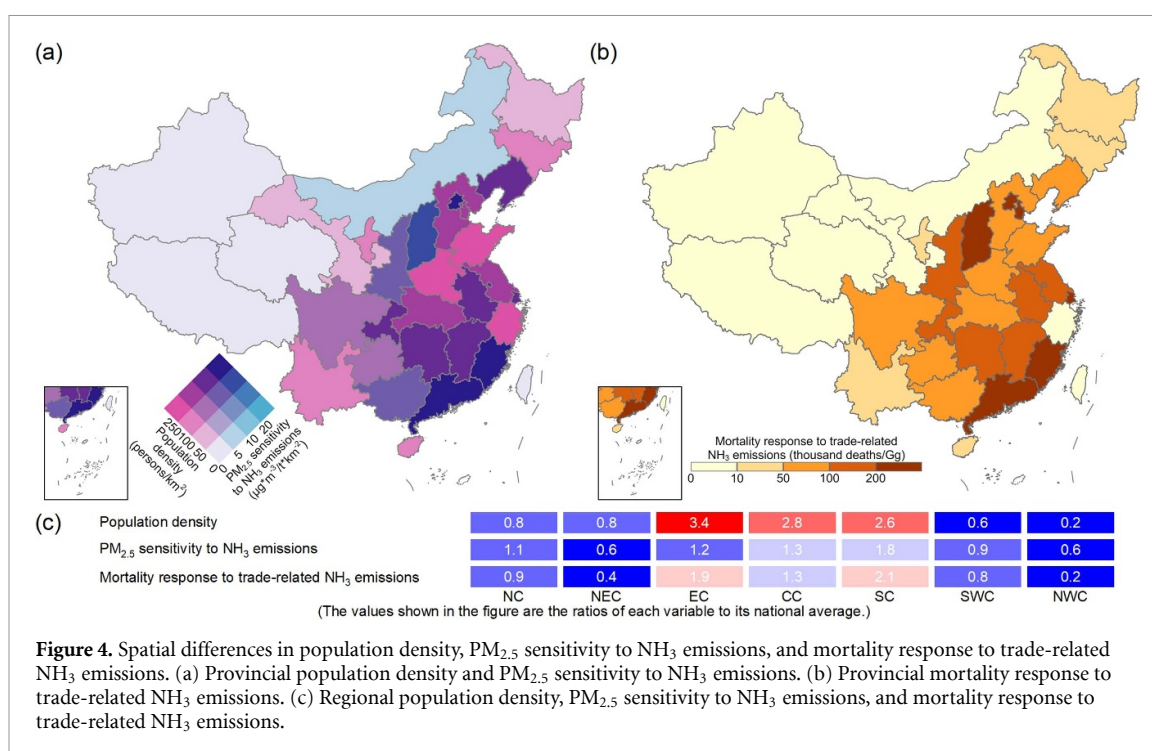 (a)
(b)
250 100 50 0
Population
density
(persons/km²)
0 5 10 20
PM₂.₅ sensitivity
to NH₃ emissions
(μg*m⁻³/t*km⁻²)
Mortality response to trade-related
NH₃ emissions (thousand deaths/Gg)
0 10 50 100 200
(c)
Population density 0.8 0.8 3.4 2.8 2.6 0.6 0.2
PM₂.₅ sensitivity to NH₃ emissions 1.1 0.6 1.2 1.3 1.8 0.9 0.6
Mortality response to trade-related NH₃ emissions 0.9 0.4 1.9 1.3 2.1 0.8 0.2
NC NEC EC CC SC SWC NWC
(The values shown in the figure are the ratios of each variable to its national average.)
Figure 4. Spatial differences in population density, PM₂.₅ sensitivity to NH₃ emissions, and mortality response to trade-related
NH₃ emissions. (a) Provincial population density and PM₂.₅ sensitivity to NH₃ emissions. (b) Provincial mortality response to
trade-related NH₃ emissions. (c) Regional population density, PM₂.₅ sensitivity to NH₃ emissions, and mortality response to
trade-related NH₃ emissions.